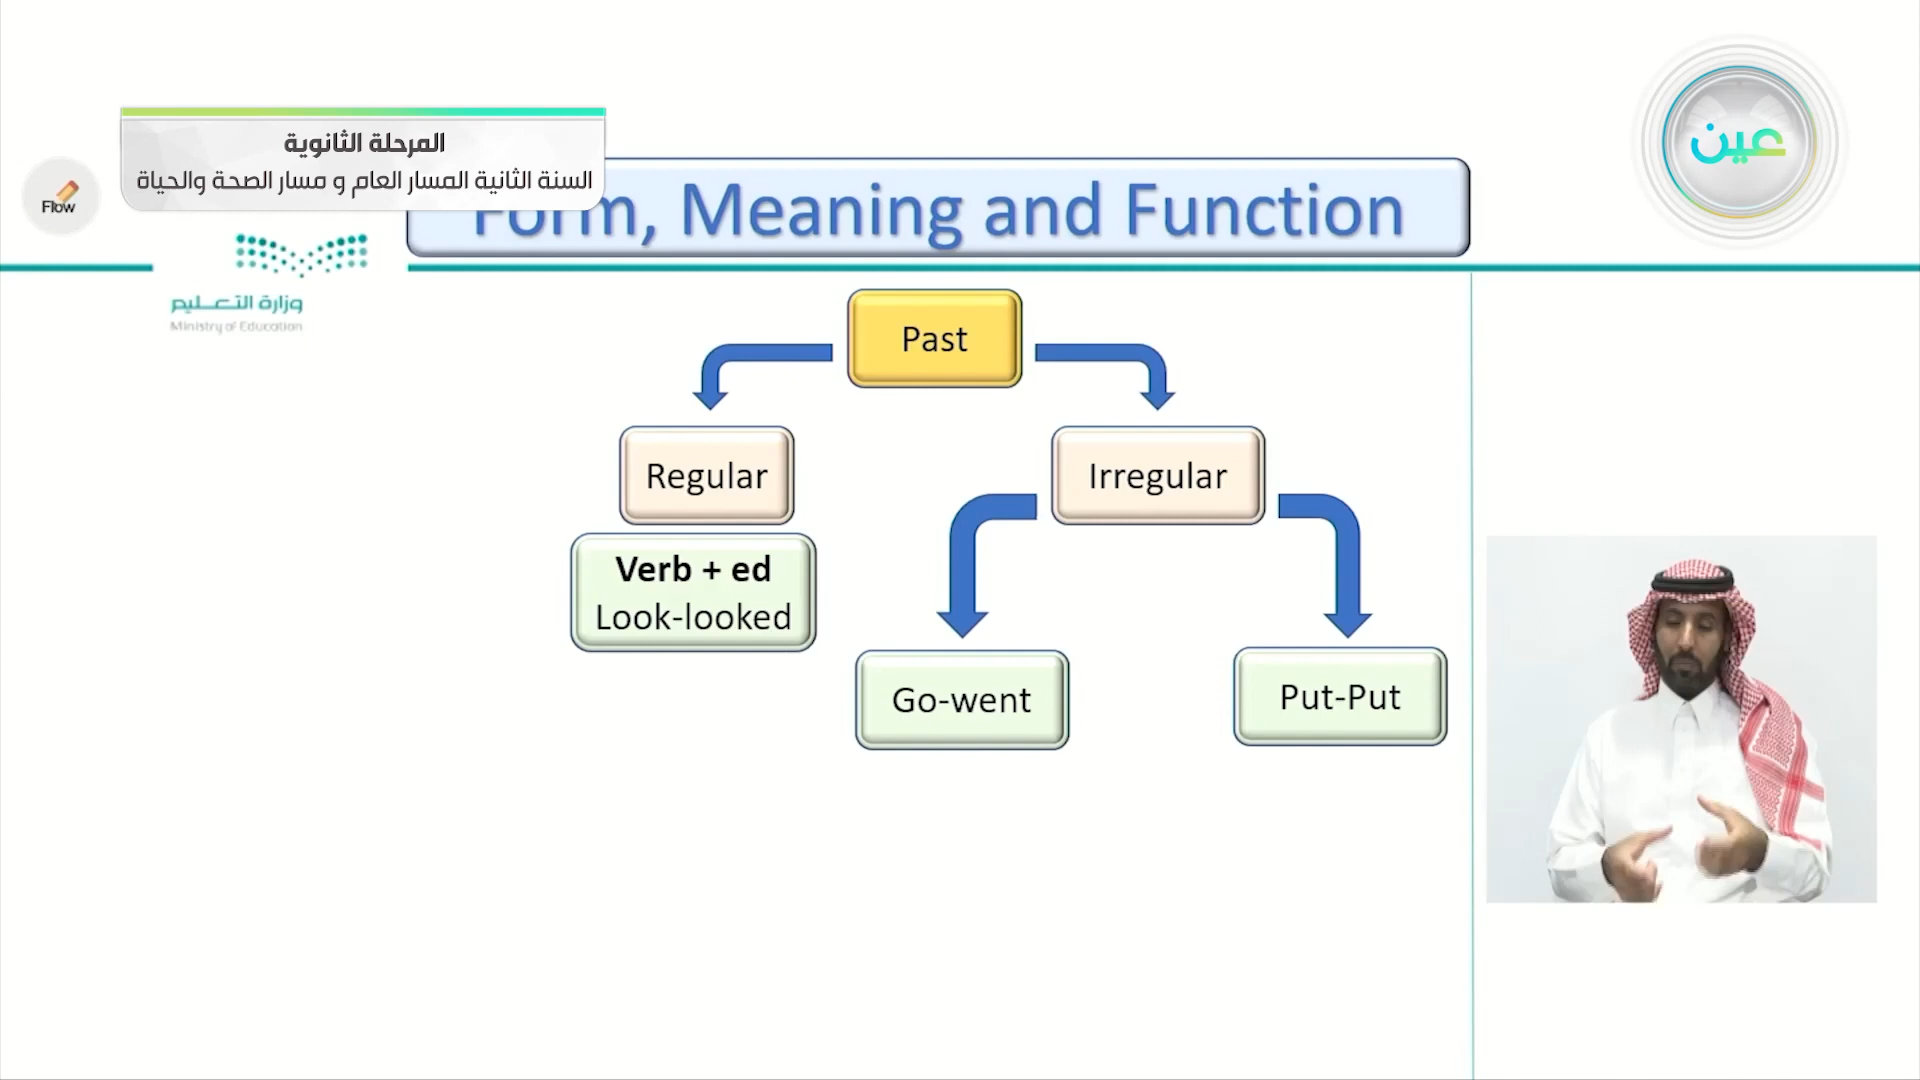 المرحلة الثانوية
السنة الثانية المسار العام و مسار الصحة والحياة
عين
Flow
Form, Meaning and Function
وزارة التعليم
Ministry of Education
Past
Regular
Irregular
Verb + ed
Look-looked
Go-went
Put-Put